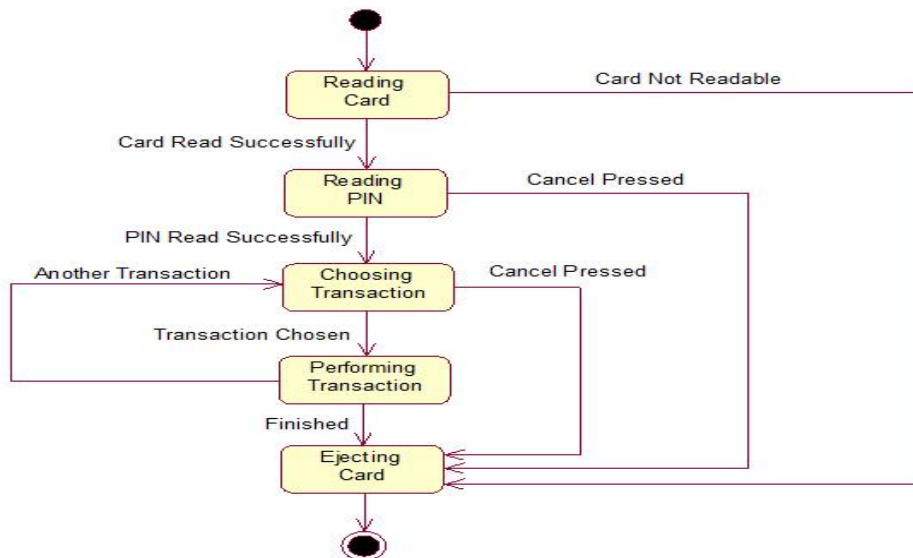 Reading
Card
Card Not Readable
Card Read Successfully
Reading
PIN
Cancel Pressed
PIN Read Successfully
Another Transaction
Choosing
Transaction
Cancel Pressed
Transaction Chosen
Performing
Transaction
Finished
Ejecting
Card